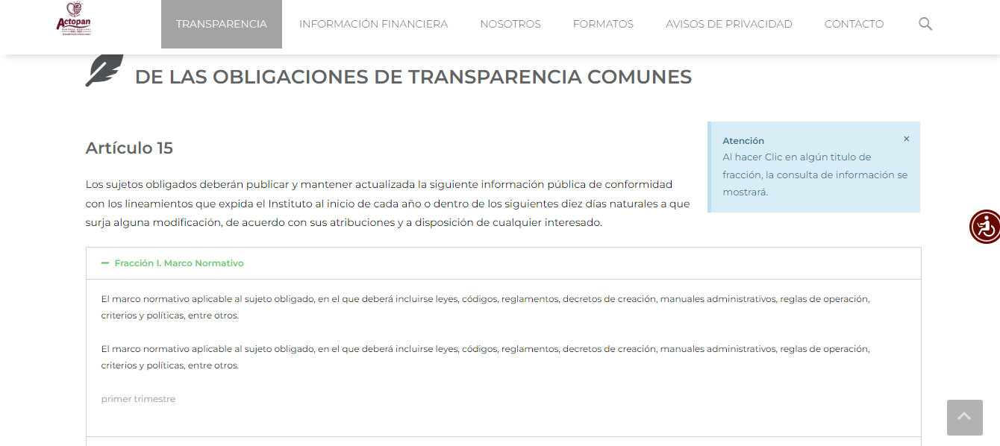 Actopan
TRANSPARENCIA
INFORMACIÓN FINANCIERA
NOSOTROS
FORMATOS
AVISOS DE PRIVACIDAD
CONTACTO
DE LAS OBLIGACIONES DE TRANSPARENCIA COMUNES
Artículo 15
Los sujetos obligados deberán publicar y mantener actualizada la siguiente información pública de conformidad
con los lineamientos que expida el Instituto al inicio de cada año o dentro de los siguientes diez días naturales a que
surja alguna modificación, de acuerdo con sus atribuciones y a disposición de cualquier interesado.
Atención
×
Al hacer Clic en algún titulo de
fracción, la consulta de información se
mostrará.
Fracción I. Marco Normativo
El marco normativo aplicable al sujeto obligado, en el que deberá incluirse leyes, códigos, reglamentos, decretos de creación, manuales administrativos, reglas de operación,
criterios y políticas, entre otros.
El marco normativo aplicable al sujeto obligado, en el que deberá incluirse leyes, códigos, reglamentos, decretos de creación, manuales administrativos, reglas de operación,
criterios y políticas, entre otros.
primer trimestre